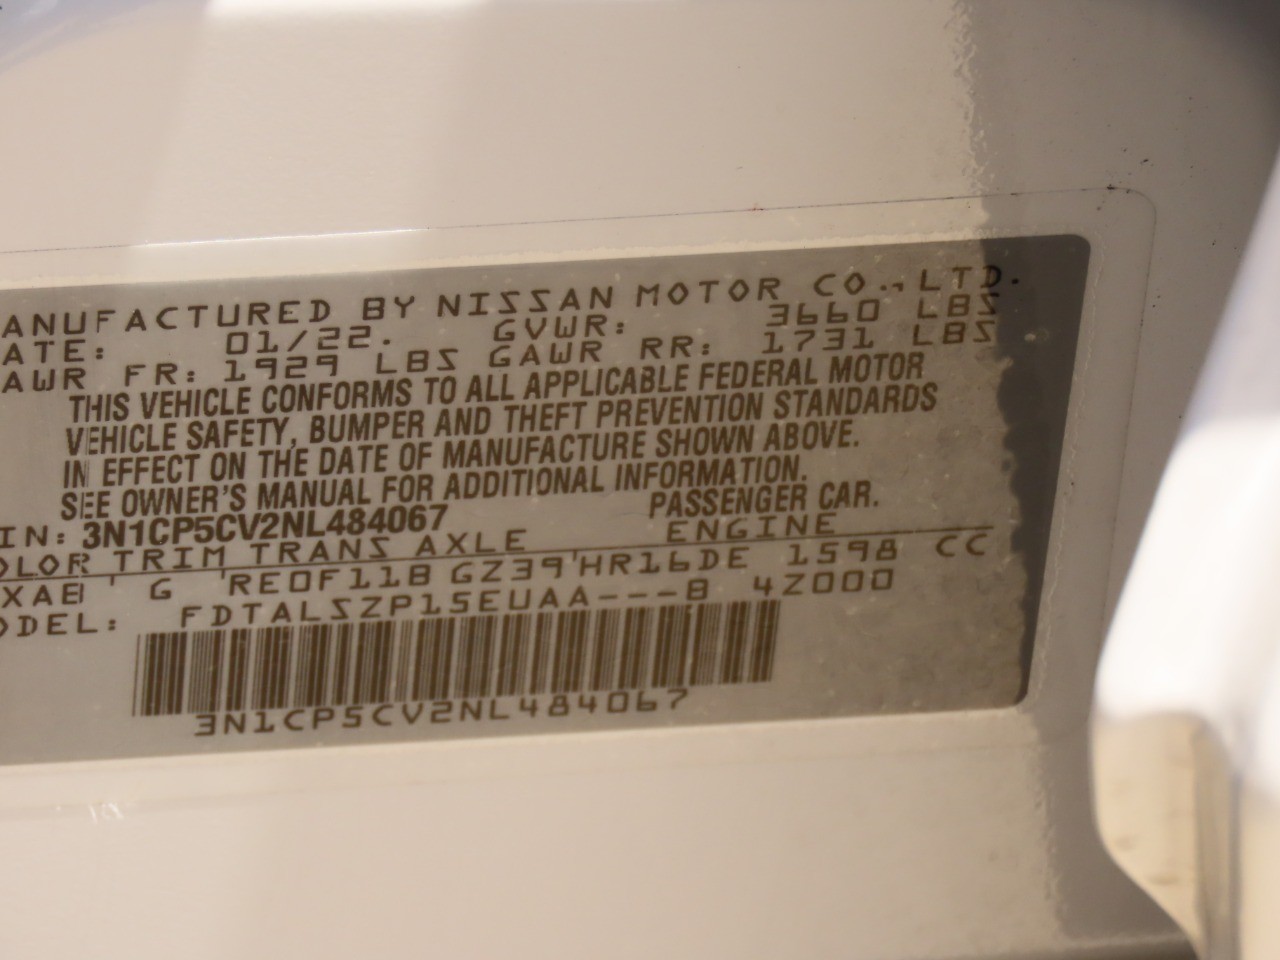 ANUFACTURED BY NISSAN MOTOR CO., LTD.
ATE: 01/22. GVWR: 3660 LBS
AWR FR: 1929 LBS GAWR RR: 1731 LBS
THIS VEHICLE CONFORMS TO ALL APPLICABLE FEDERAL MOTOR
VEHICLE SAFETY, BUMPER AND THEFT PREVENTION STANDARDS
IN EFFECT ON THE DATE OF MANUFACTURE SHOWN ABOVE.
SEE OWNER'S MANUAL FOR ADDITIONAL INFORMATION.
IN: 3N1CP5CV2NL484067 PASSENGER CAR.
OLOR TRIM TRANS AXLE ENGINE
XAB G RE0F11B GZ39 HR16DE 1598 CC
ODEL: FDTALSZP15EUAA---B 4Z000
3N1CP5CV2NL484067